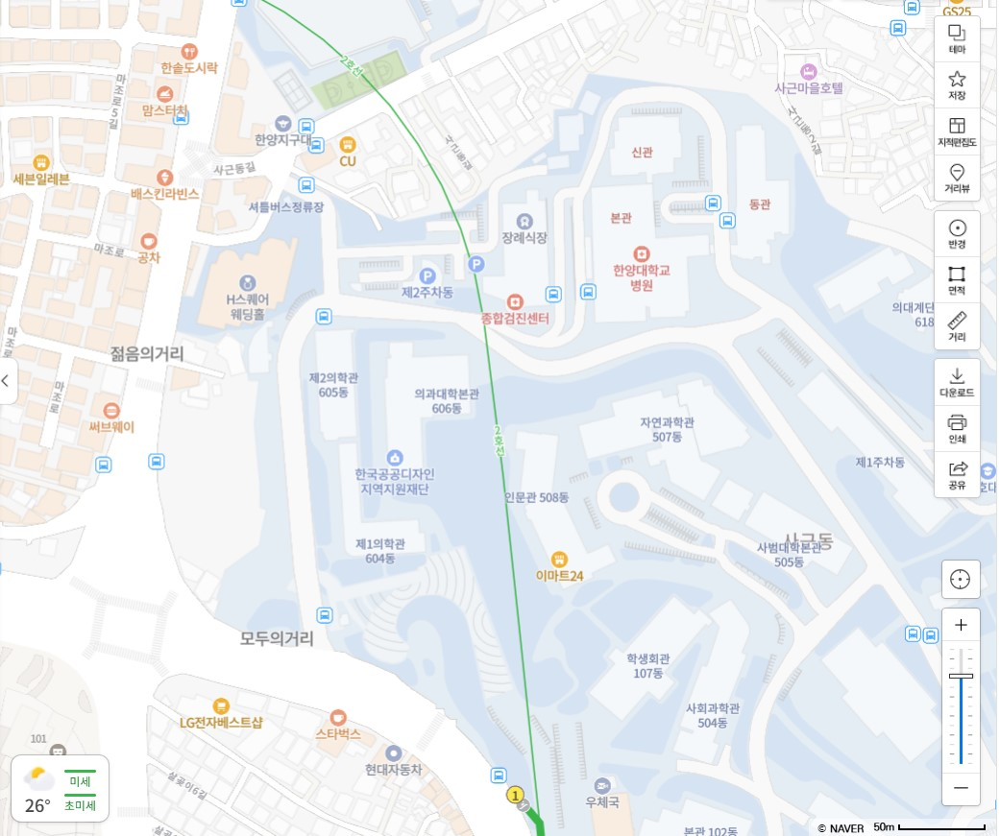 GS25
테마
저장
지적편집도
거리뷰
반경
면적
거리
다운로드
인쇄
공유
2호선
한솥도시락
마조로5길
맘스터치
한양지구대
CU
사근마을호텔
세븐일레븐
사근동길
배스킨라빈스
셔틀버스정류장
신관
본관
동관
장례식장
공차
마조로
P
P
제2주차동
한양대학교
병원
H스퀘어
웨딩홀
종합검진센터
의대계단
618
젊음의거리
마조로
제2의학관
605동
의과대학본관
606동
마조로
써브웨이
2호선
자연과학관
507동
한국공공디자인
지역지원재단
제1주차동
인문관 508동
사근동
사범대학본관
505동
제1의학관
604동
이마트24
모두의거리
학생회관
107동
사회과학관
504동
LG전자베스트샵
스타벅스
현대자동차
101
살곶이6길
미세
초미세
26°
1
우체국
본관 102동
© NAVER
50m